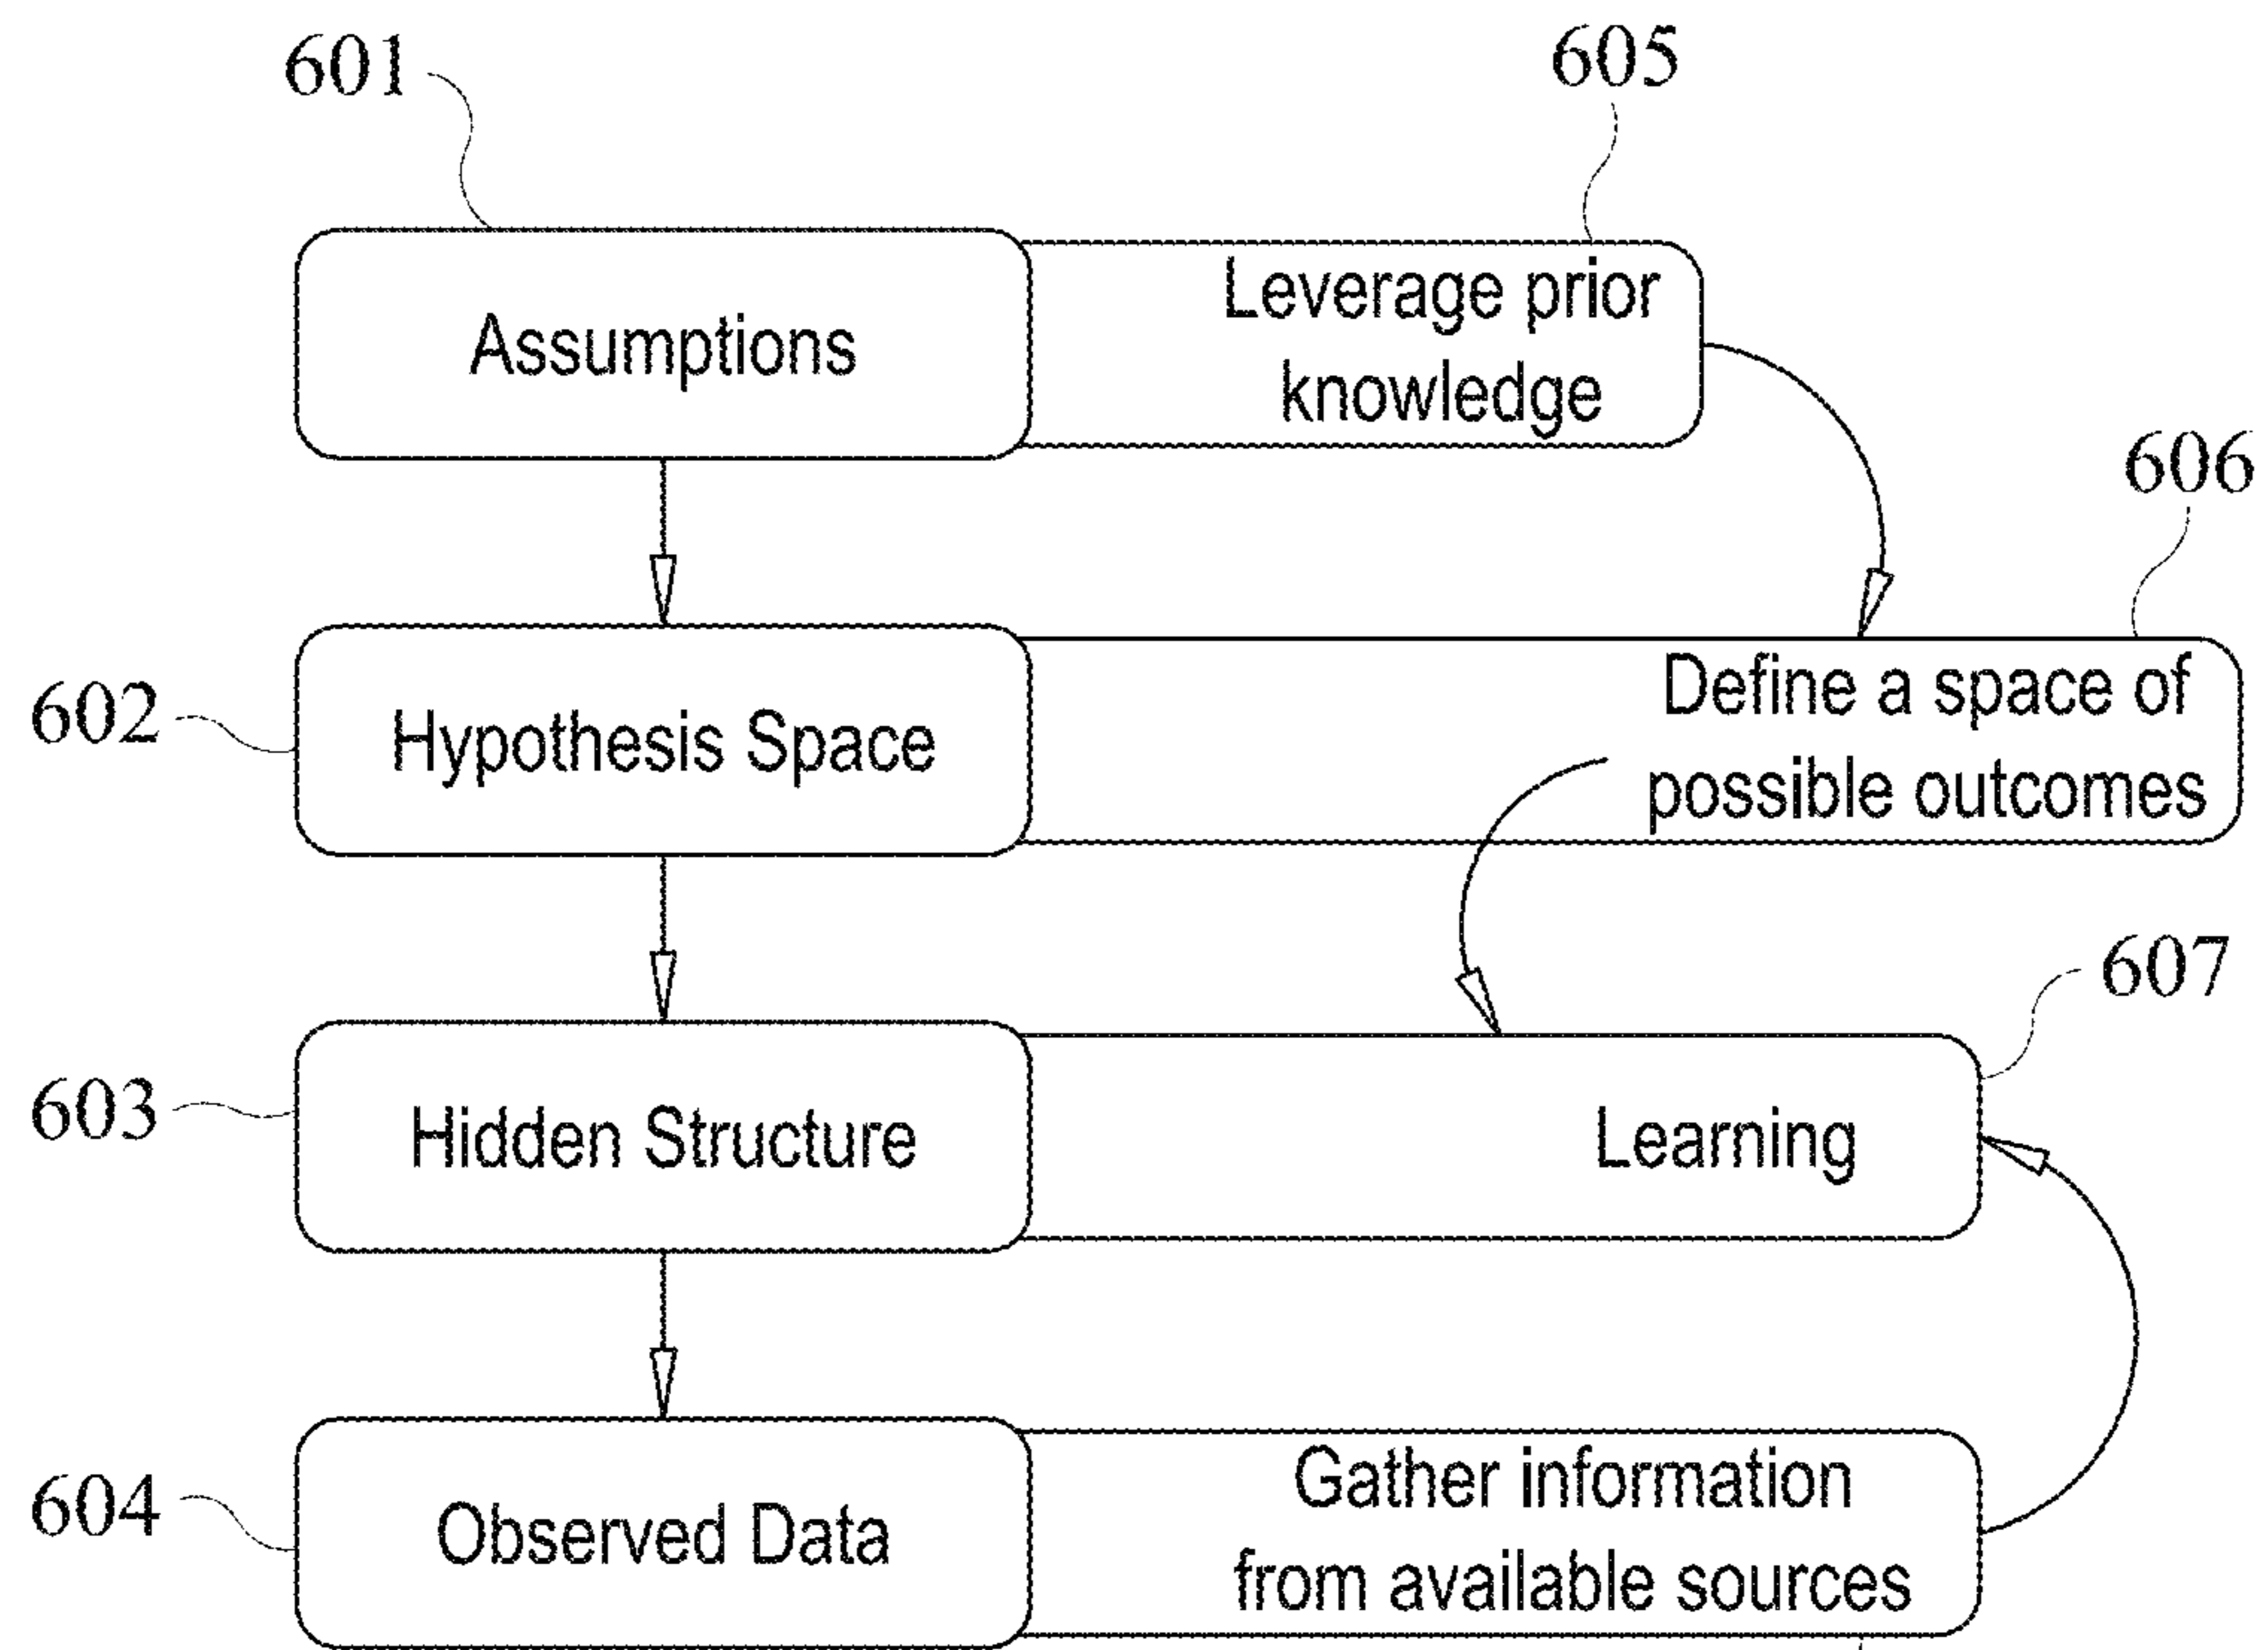 601
605
Assumptions
Leverage prior
knowledge
606
602
Hypothesis Space
Define a space of
possible outcomes
607
603
Hidden Structure
Learning
604
Observed Data
Gather information
from available sources